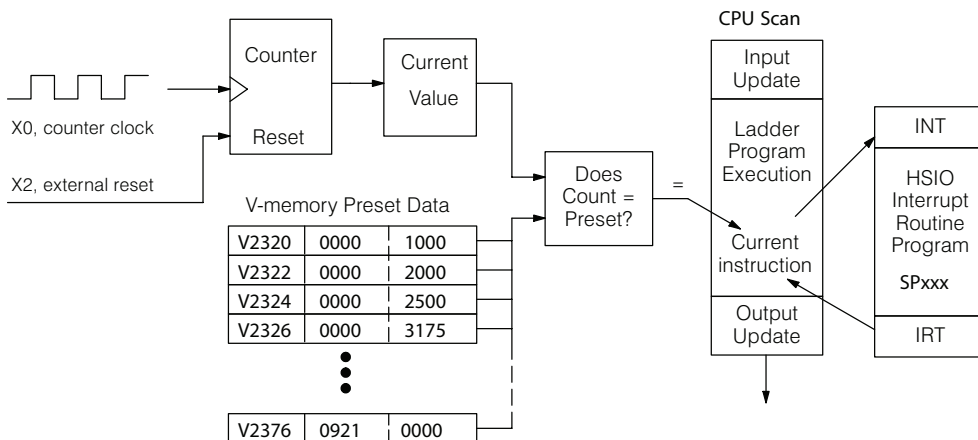 CPU Scan
Counter
Reset
Current
Value
X0, counter clock
X2, external reset
Input
Update
Ladder
Program
Execution
Current
instruction
Output
Update
INT
HSIO
Interrupt
Routine
Program
SPxxx
IRT
Does
Count =
Preset?
=
V-memory Preset Data
V2320 0000 1000
V2322 0000 2000
V2324 0000 2500
V2326 0000 3175
V2376 0921 0000